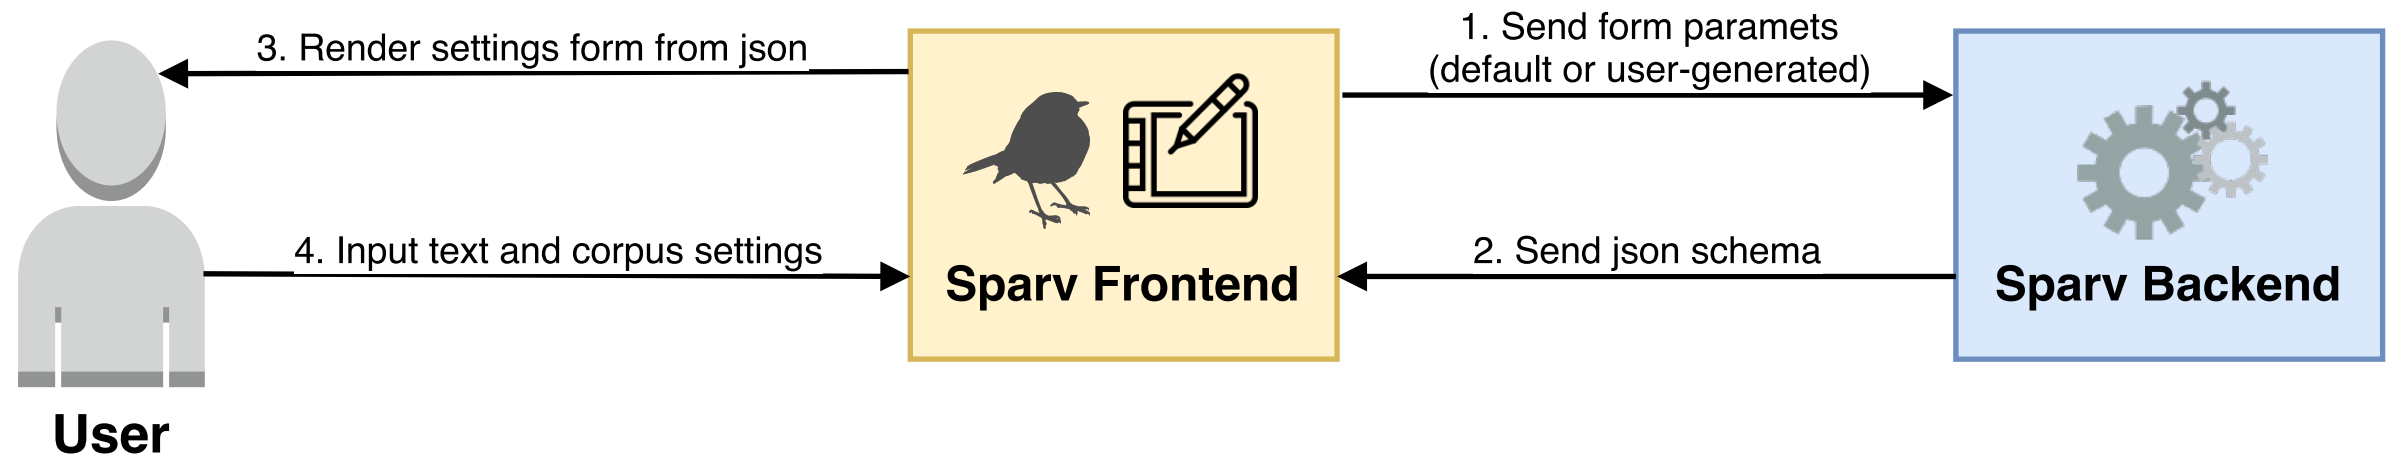 3. Render settings form from json
1. Send form paramets
(default or user-generated)
4. Input text and corpus settings
2. Send json schema
Sparv Frontend
Sparv Backend
User